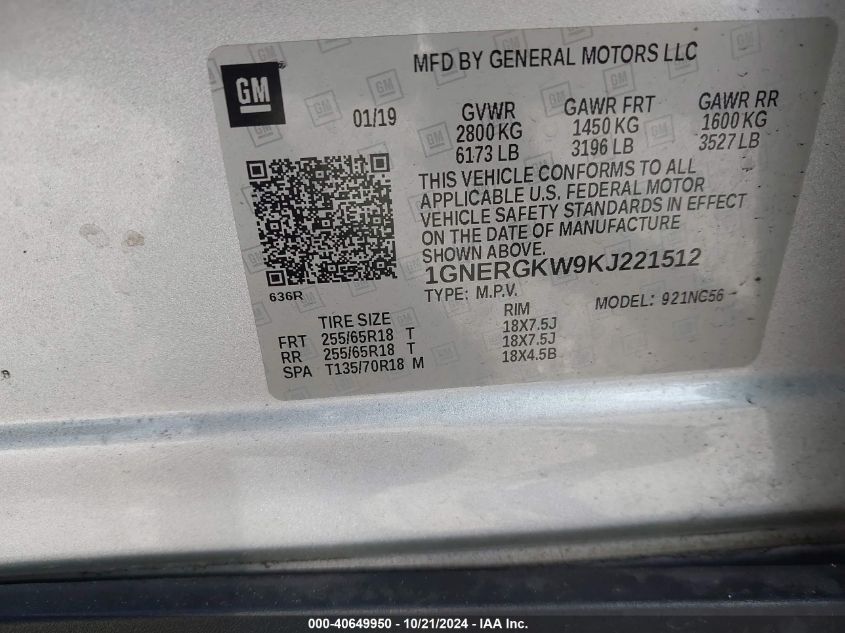 GM
MFD BY GENERAL MOTORS LLC
01/19
GVWR
2800 KG
6173 LB
GAWR FRT
1450 KG
3196 LB
GAWR RR
1600 KG
3527 LB
THIS VEHICLE CONFORMS TO ALL
APPLICABLE U.S. FEDERAL MOTOR
VEHICLE SAFETY STANDARDS IN EFFECT
ON THE DATE OF MANUFACTURE
SHOWN ABOVE.
1GNERGKW9KJ221512
636R
TYPE: M.P.V.
MODEL: 921NC56
TIRE SIZE
RIM
FRT 255/65R18 T 18X7.5J
RR 255/65R18 T 18X7.5J
SPA T135/70R18 M 18X4.5B
000-40649950 - 10/21/2024 - IAA Inc.